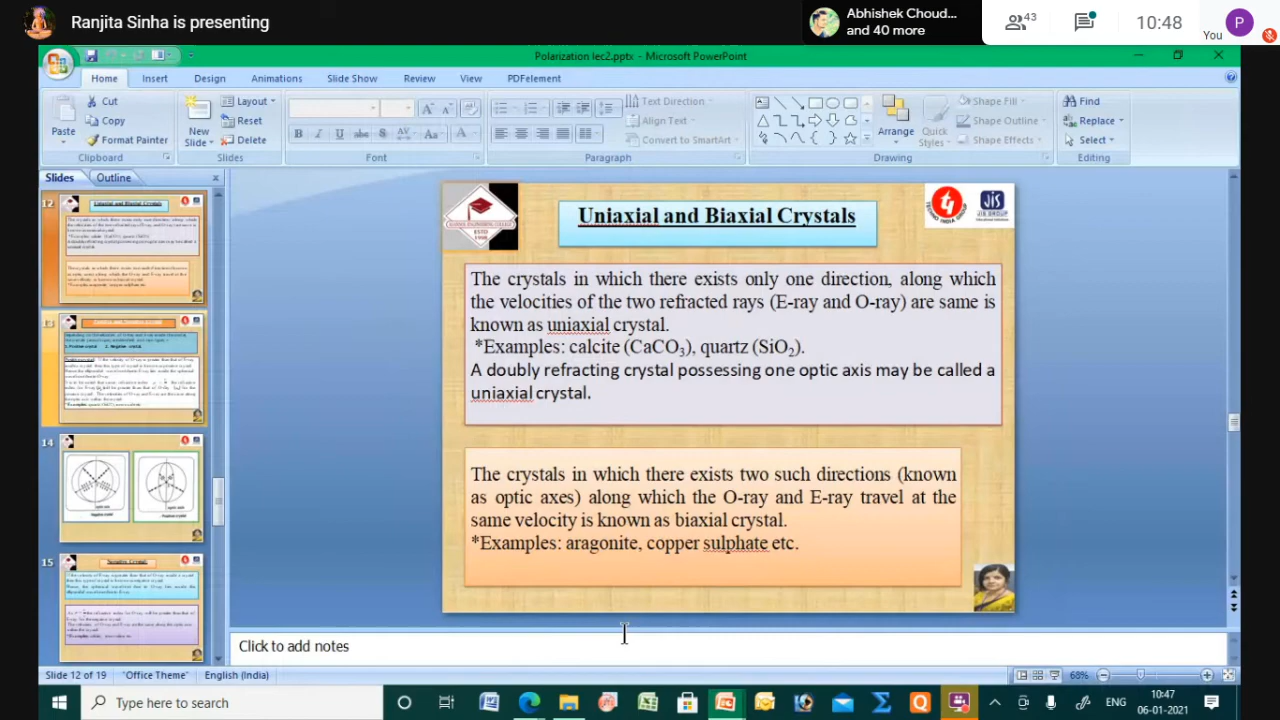 Ranjita Sinha is presenting
Abhishek Choud...
and 40 more
43
10:48
You
P
Polarization lec2.pptx - Microsoft PowerPoint
Home Insert Design Animations Slide Show Review View PDFelement
Paste
Cut
Copy
Format Painter
Clipboard
New
Slide
Layout
Reset
Delete
Slides
Font
Text Direction
Align Text
Convert to SmartArt
Paragraph
Arrange
Quick
Styles
Shape Fill
Shape Outline
Shape Effects
Drawing
Find
Replace
Select
Editing
Slides Outline
12
Uniaxial and Biaxial Crystals
13
14
15
Negative Crystal:
Uniaxial and Biaxial Crystals
ESTD
JIS
The crystals in which there exists only one direction, along which
the velocities of the two refracted rays (E-ray and O-ray) are same is
known as uniaxial crystal.
*Examples: calcite (CaCO₃), quartz (SiO₂)
A doubly refracting crystal possessing one optic axis may be called a
uniaxial crystal.
The crystals in which there exists two such directions (known
as optic axes) along which the O-ray and E-ray travel at the
same velocity is known as biaxial crystal.
*Examples: aragonite, copper sulphate etc.
Click to add notes
Slide 12 of 19 "Office Theme" English (India) 68%
Type here to search
ENG
10:47
06-01-2021